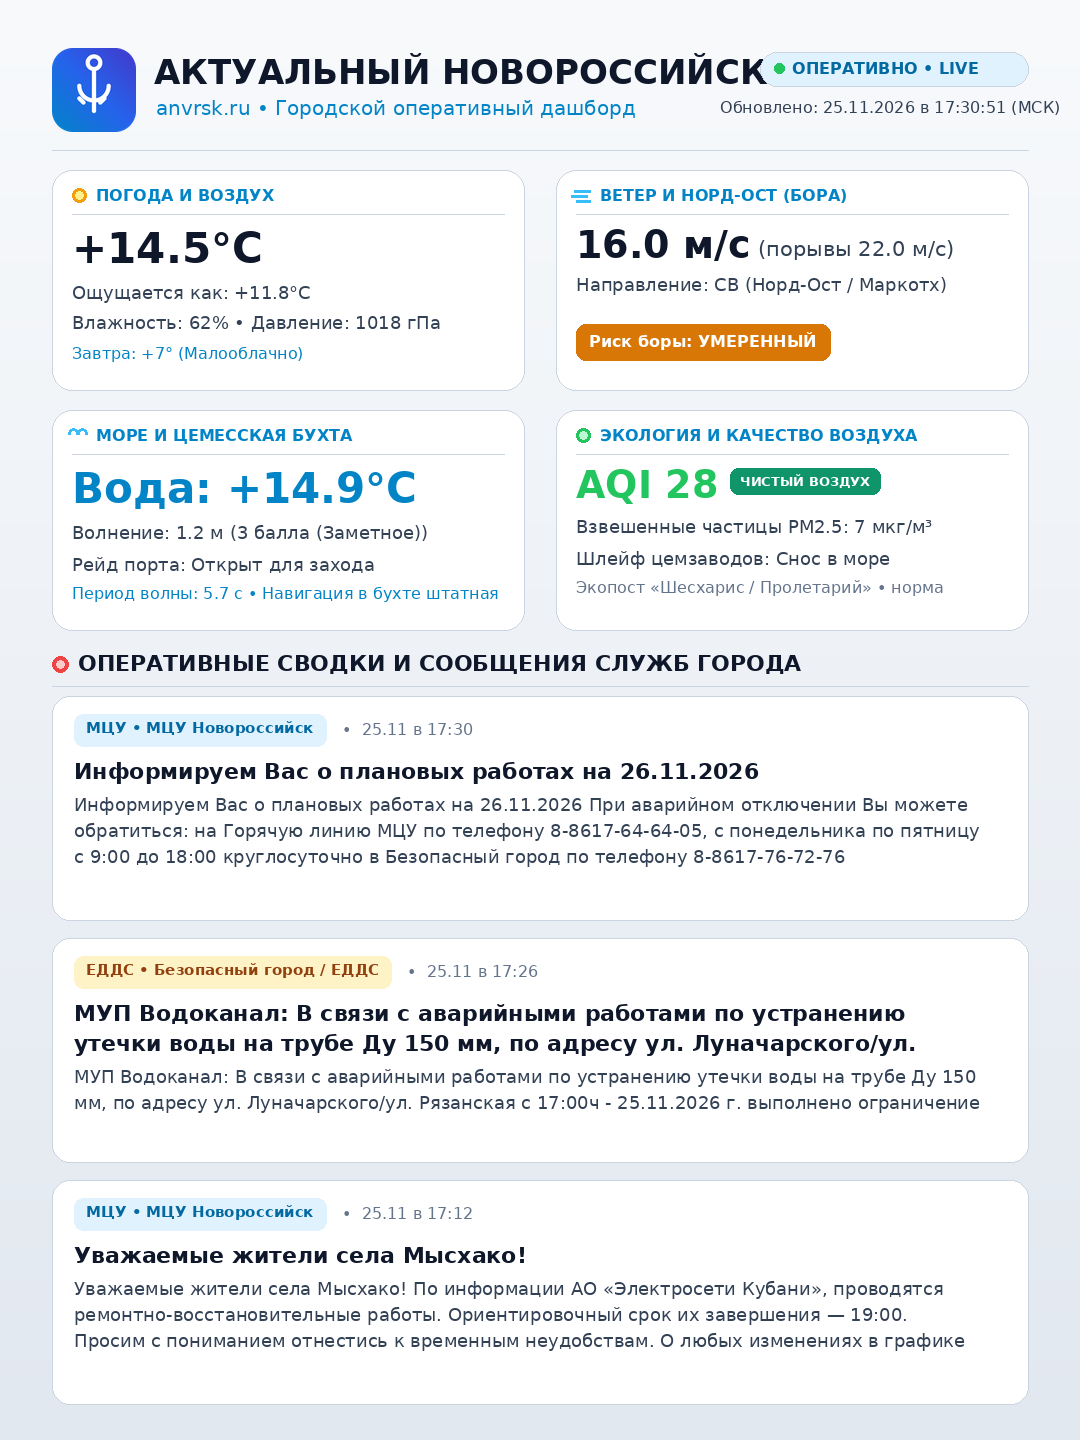 АКТУАЛЬНЫЙ НОВОРОССИЙСК
ОПЕРАТИВНО • LIVE
anvrsk.ru • Городской оперативный дашборд
Обновлено: 25.11.2026 в 17:30:51 (МСК)
ПОГОДА И ВОЗДУХ
+14.5°C
Ощущается как: +11.8°C
Влажность: 62% • Давление: 1018 гПа
Завтра: +7° (Малооблачно)
ВЕТЕР И НОРД-ОСТ (БОРА)
16.0 м/с (порывы 22.0 м/с)
Направление: СВ (Норд-Ост / Маркотх)
Риск боры: УМЕРЕННЫЙ
МОРЕ И ЦЕМЕССКАЯ БУХТА
Вода: +14.9°C
Волнение: 1.2 м (3 балла (Заметное))
Рейд порта: Открыт для захода
Период волны: 5.7 с • Навигация в бухте штатная
ЭКОЛОГИЯ И КАЧЕСТВО ВОЗДУХА
AQI 28 ЧИСТЫЙ ВОЗДУХ
Взвешенные частицы PM2.5: 7 мкг/м³
Шлейф цемзаводов: Снос в море
Экопост «Шесхарис / Пролетарий» • норма
ОПЕРАТИВНЫЕ СВОДКИ И СООБЩЕНИЯ СЛУЖБ ГОРОДА
МЦУ • МЦУ Новороссийск • 25.11 в 17:30
Информируем Вас о плановых работах на 26.11.2026
Информируем Вас о плановых работах на 26.11.2026 При аварийном отключении Вы можете
обратиться: на Горячую линию МЦУ по телефону 8-8617-64-64-05, с понедельника по пятницу
с 9:00 до 18:00 круглосуточно в Безопасный город по телефону 8-8617-76-72-76
ЕДДС • Безопасный город / ЕДДС • 25.11 в 17:26
МУП Водоканал: В связи с аварийными работами по устранению
утечки воды на трубе Ду 150 мм, по адресу ул. Луначарского/ул.
МУП Водоканал: В связи с аварийными работами по устранению утечки воды на трубе Ду 150
мм, по адресу ул. Луначарского/ул. Рязанская с 17:00ч - 25.11.2026 г. выполнено ограничение
МЦУ • МЦУ Новороссийск • 25.11 в 17:12
Уважаемые жители села Мысхако!
Уважаемые жители села Мысхако! По информации АО «Электросети Кубани», проводятся
ремонтно-восстановительные работы. Ориентировочный срок их завершения — 19:00.
Просим с пониманием отнестись к временным неудобствам. О любых изменениях в графике